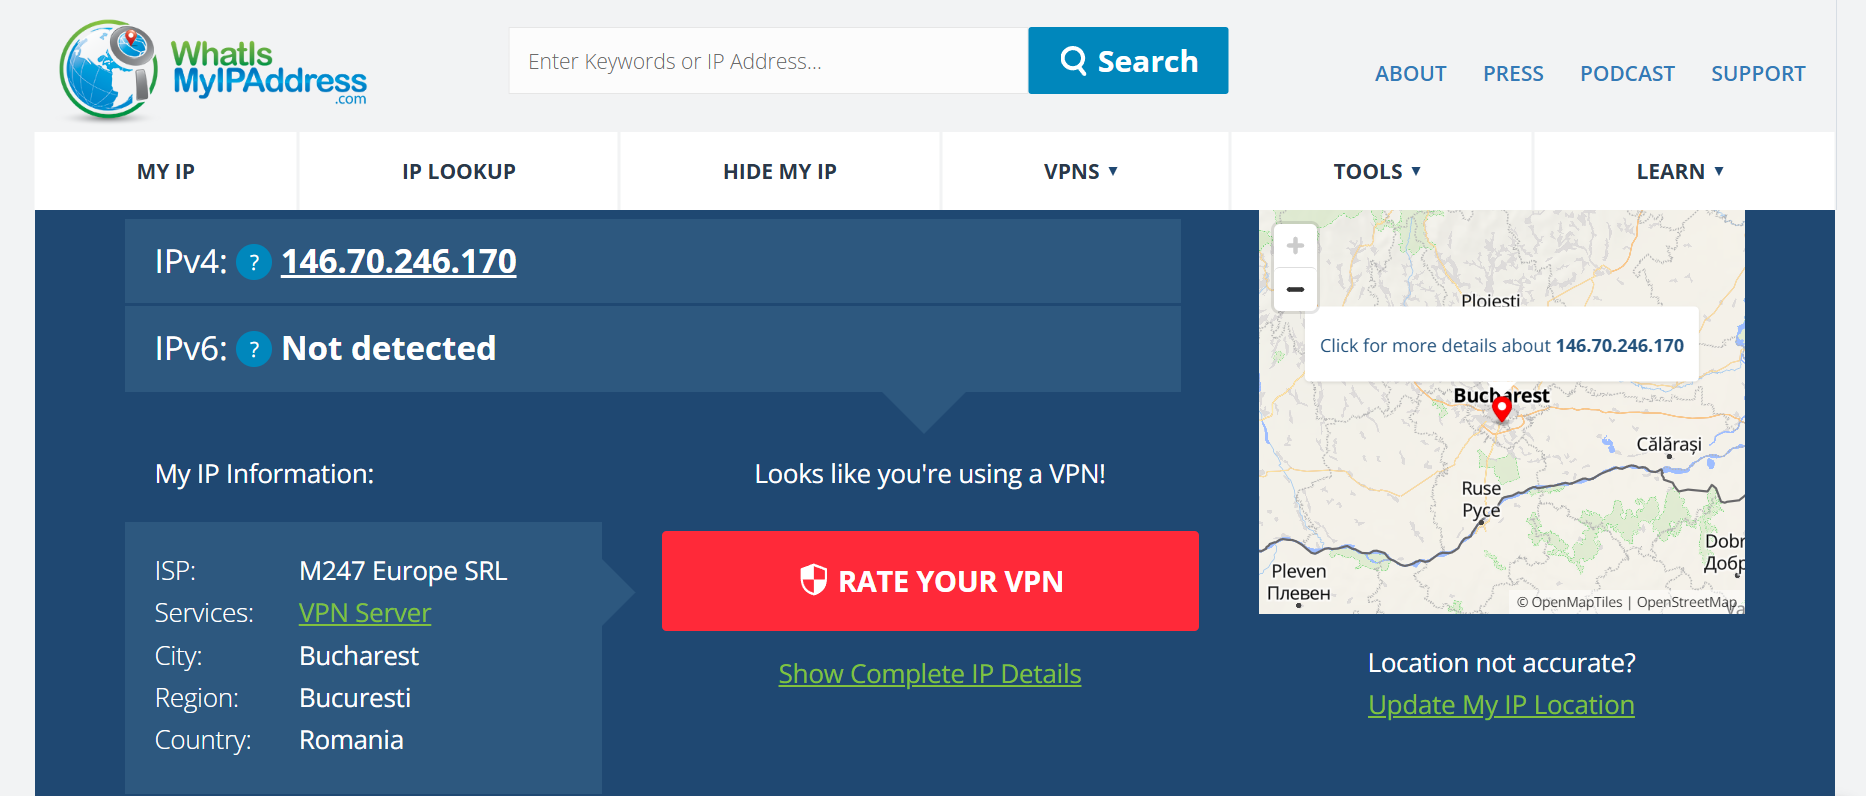 WhatIs
MyIPAddress
.com
Enter Keywords or IP Address...
Search
ABOUT
PRESS
PODCAST
SUPPORT
MY IP
IP LOOKUP
HIDE MY IP
VPNS ▼
TOOLS ▼
LEARN ▼
IPv4: ? 146.70.246.170
IPv6: ? Not detected
My IP Information:
ISP: M247 Europe SRL
Services: VPN Server
City: Bucharest
Region: Bucuresti
Country: Romania
Looks like you're using a VPN!
RATE YOUR VPN
Show Complete IP Details
+
−
Ploiești
Click for more details about 146.70.246.170
Bucharest
Călărași
Ruse
Русе
Dobr
Добр
Pleven
Плевен
© OpenMapTiles | OpenStreetMap
Location not accurate?
Update My IP Location